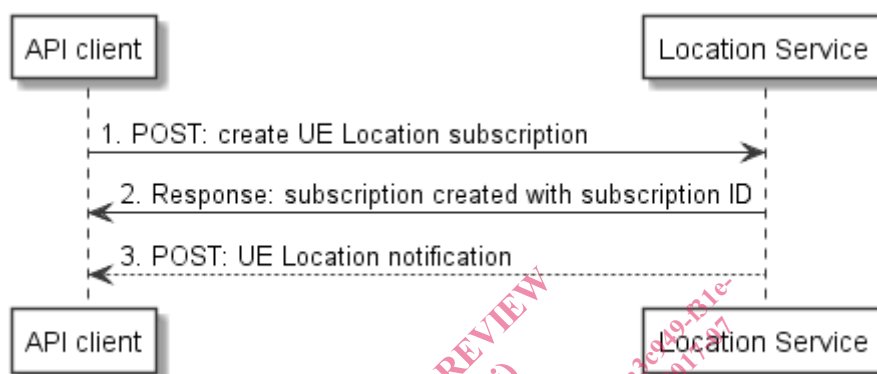 API client
Location Service
1. POST: create UE Location subscription
2. Response: subscription created with subscription ID
3. POST: UE Location notification
REVIEW
API client
Location Service